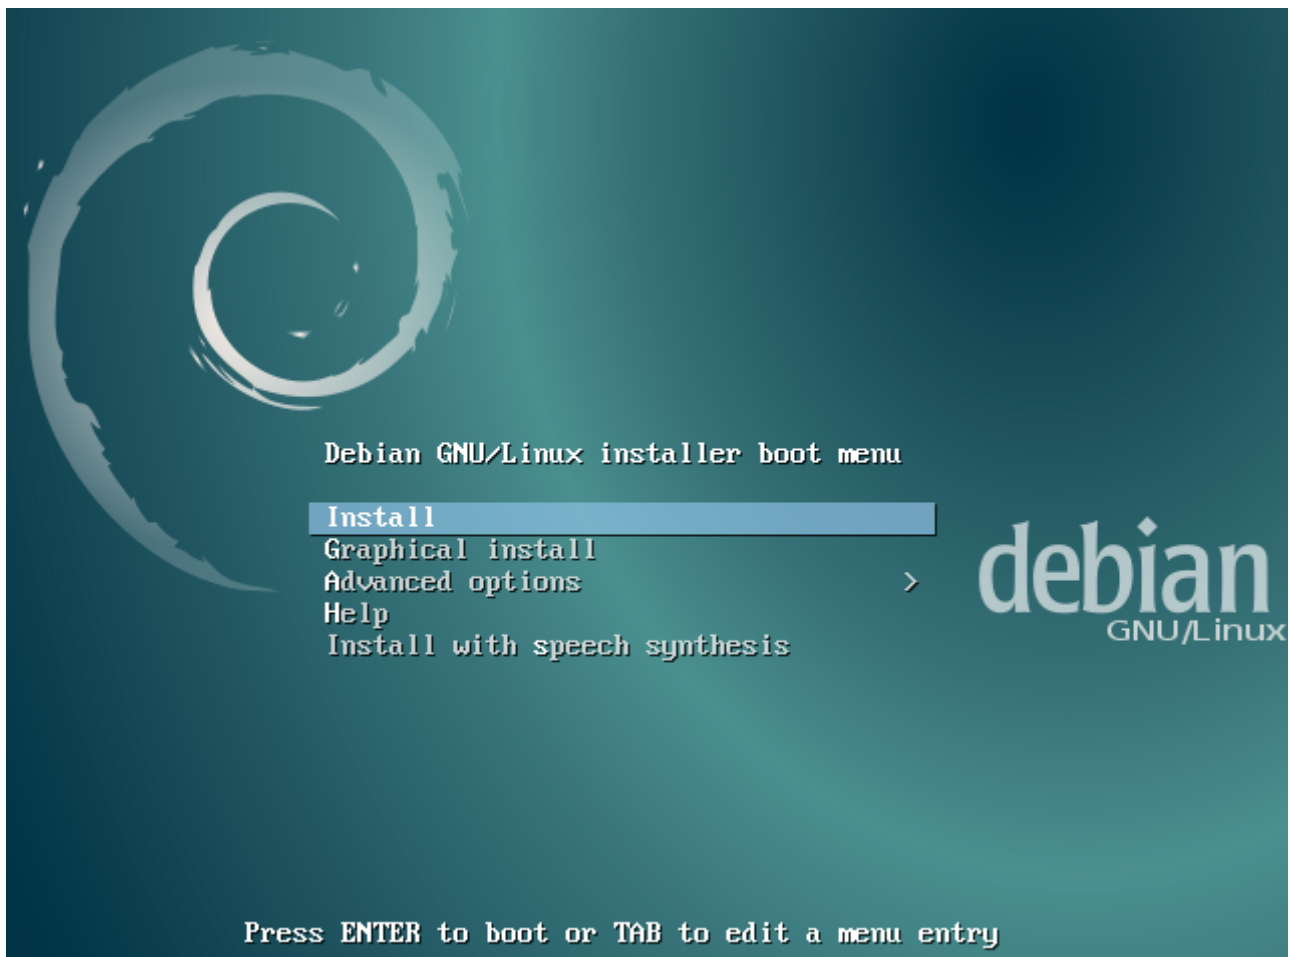 Debian GNU/Linux installer boot menu
Install
Graphical install
Advanced options >
Help
Install with speech synthesis
debian
GNU/Linux
Press ENTER to boot or TAB to edit a menu entry